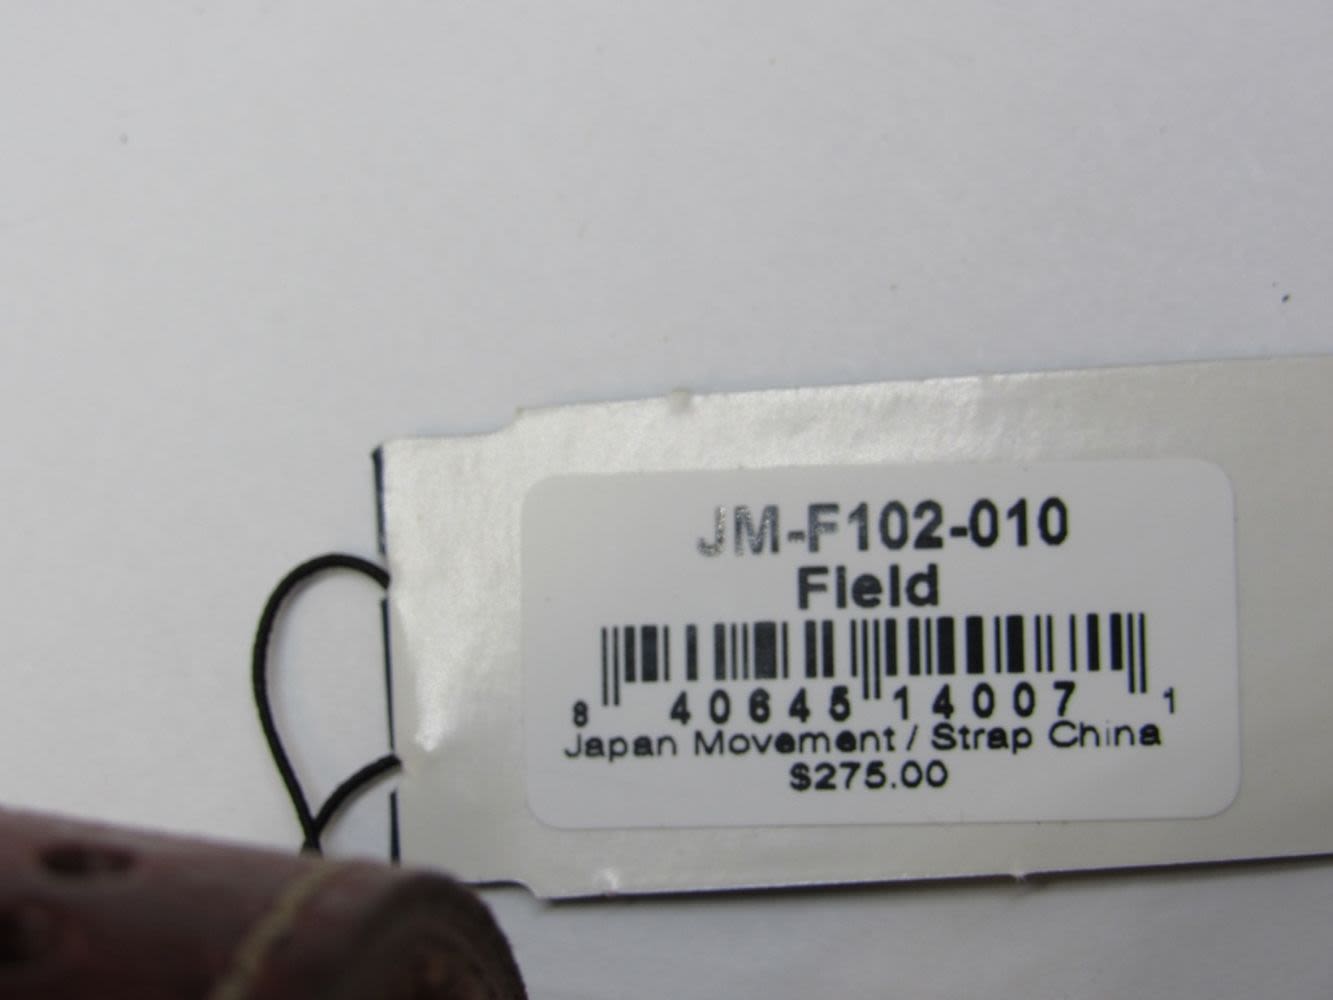 JM-F102-010
Field
8 40645 14007 1
Japan Movement / Strap China
$275.00